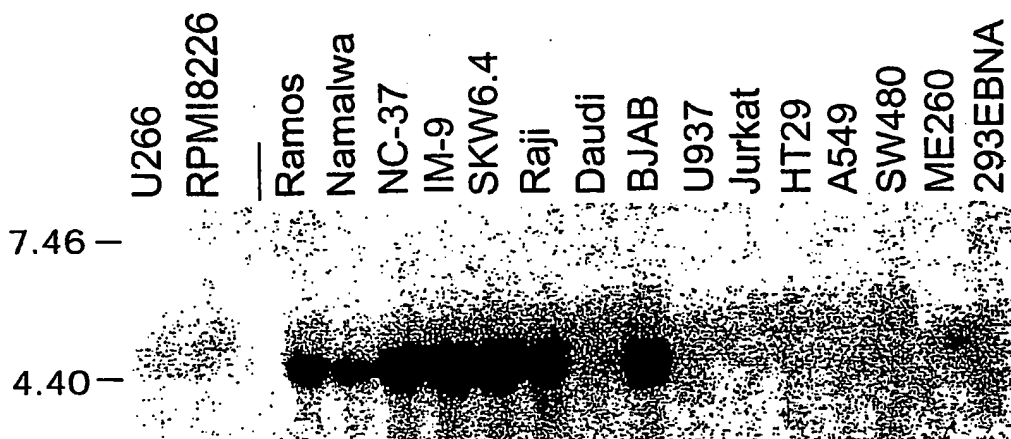 U266
RPMI8226
Ramos
Namalwa
NC-37
IM-9
SKW6.4
Raji
Daudi
BJAB
U937
Jurkat
HT29
A549
SW480
ME260
293EBNA
7.46
4.40